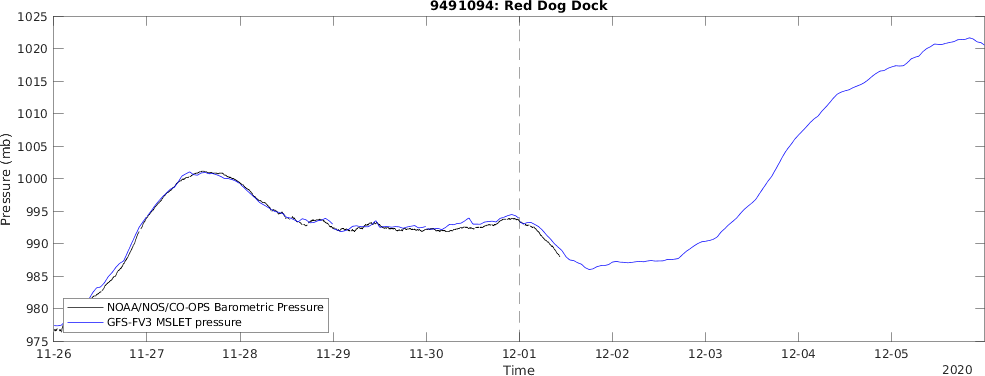 9491094: Red Dog Dock
Pressure (mb)
1025
1020
1015
1010
1005
1000
995
990
985
980
975
NOAA/NOS/CO-OPS Barometric Pressure
GFS-FV3 MSLET pressure
11-26 11-27 11-28 11-29 11-30 12-01 12-02 12-03 12-04 12-05
Time
2020